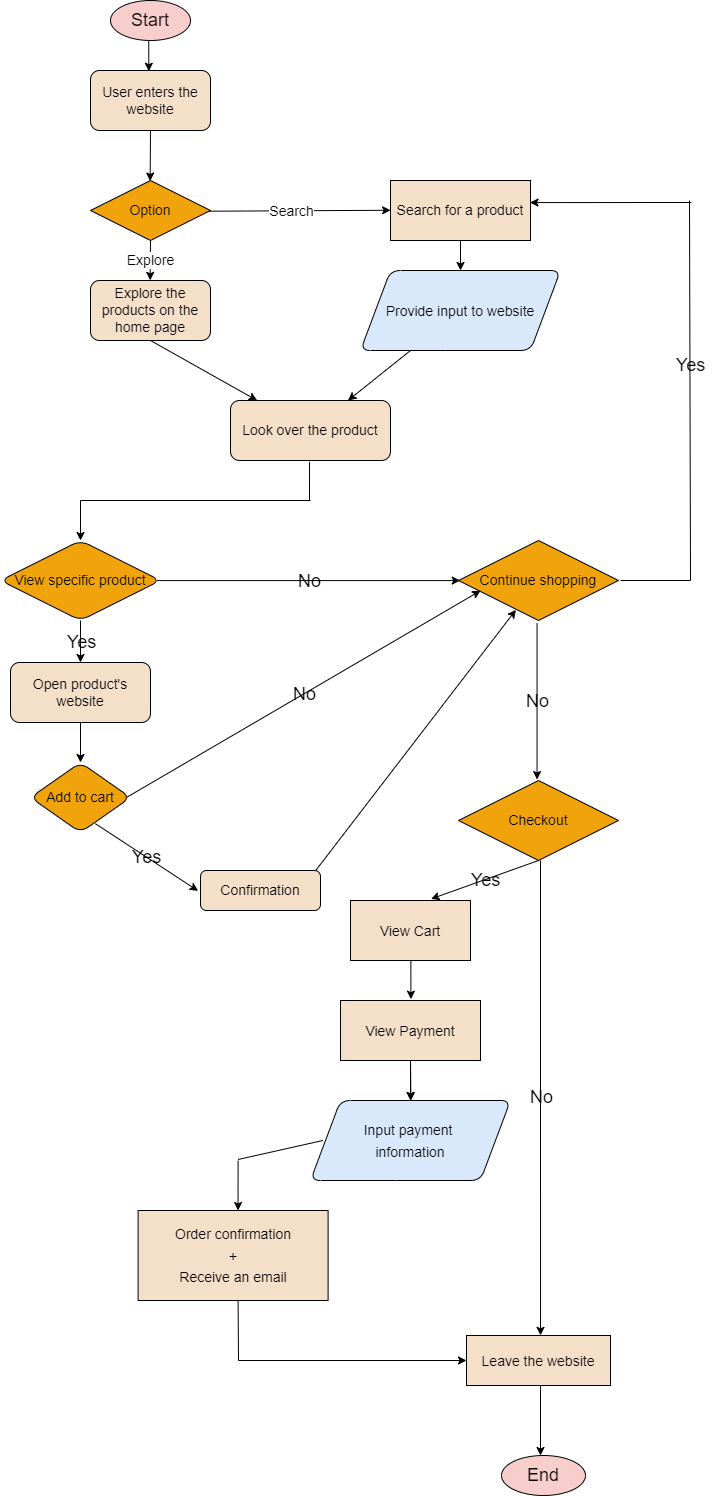 Start
User enters the
website
Option
Search
Search for a product
Explore
Explore the
products on the
home page
Provide input to website
Yes
Look over the product
View specific product
No
Continue shopping
Yes
Open product's
website
No
No
Add to cart
Checkout
Yes
Confirmation
Yes
View Cart
View Payment
No
Input payment
information
Order confirmation
+
Receive an email
Leave the website
End